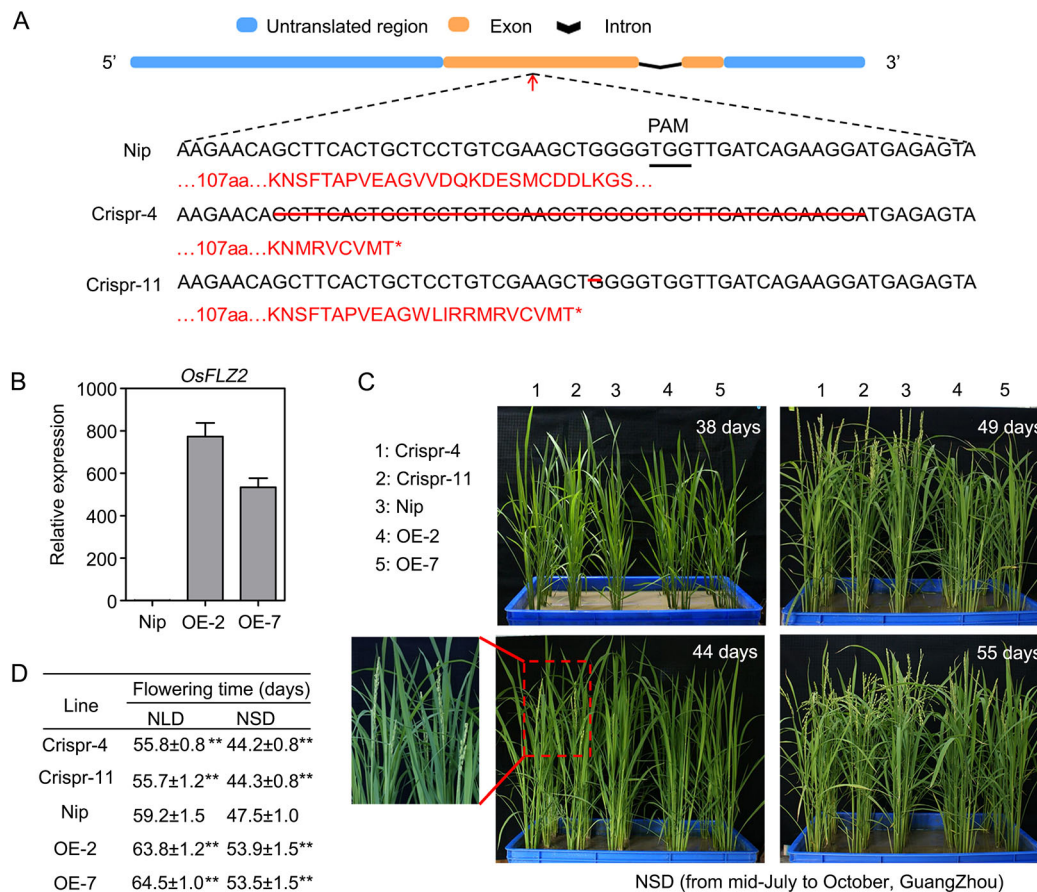 A
Untranslated region Exon Intron
5' 3'
PAM
Nip AAGAACAGCTTCACTGCTCCTGTCGAAGCTGGGGTGGTTGATCAGAAGGATGAGAGTA
...107aa...KNSFTAPVEAGVVDQKDESMCDDLKGS...
Crispr-4 AAGAACAGCTTCACTGCTCCTGTCGAAGCTGGGGTGGTTGATCAGAAGGATGAGAGTA
...107aa...KNMRVCVMT*
Crispr-11 AAGAACAGCTTCACTGCTCCTGTCGAAGCTGGGGTGGTTGATCAGAAGGATGAGAGTA
...107aa...KNSFTAPVEAGWLIRRMRVCVMT*
B
OsFLZ2
Relative expression
1000
800
600
400
200
0
Nip OE-2 OE-7
C
1 2 3 4 5 1 2 3 4 5
1: Crispr-4
2: Crispr-11
3: Nip
4: OE-2
5: OE-7
38 days
49 days
44 days
55 days
NSD (from mid-July to October, GuangZhou)
D
Line Flowering time (days)
NLD NSD
Crispr-4 55.8±0.8 ** 44.2±0.8**
Crispr-11 55.7±1.2** 44.3±0.8**
Nip 59.2±1.5 47.5±1.0
OE-2 63.8±1.2** 53.9±1.5**
OE-7 64.5±1.0** 53.5±1.5**